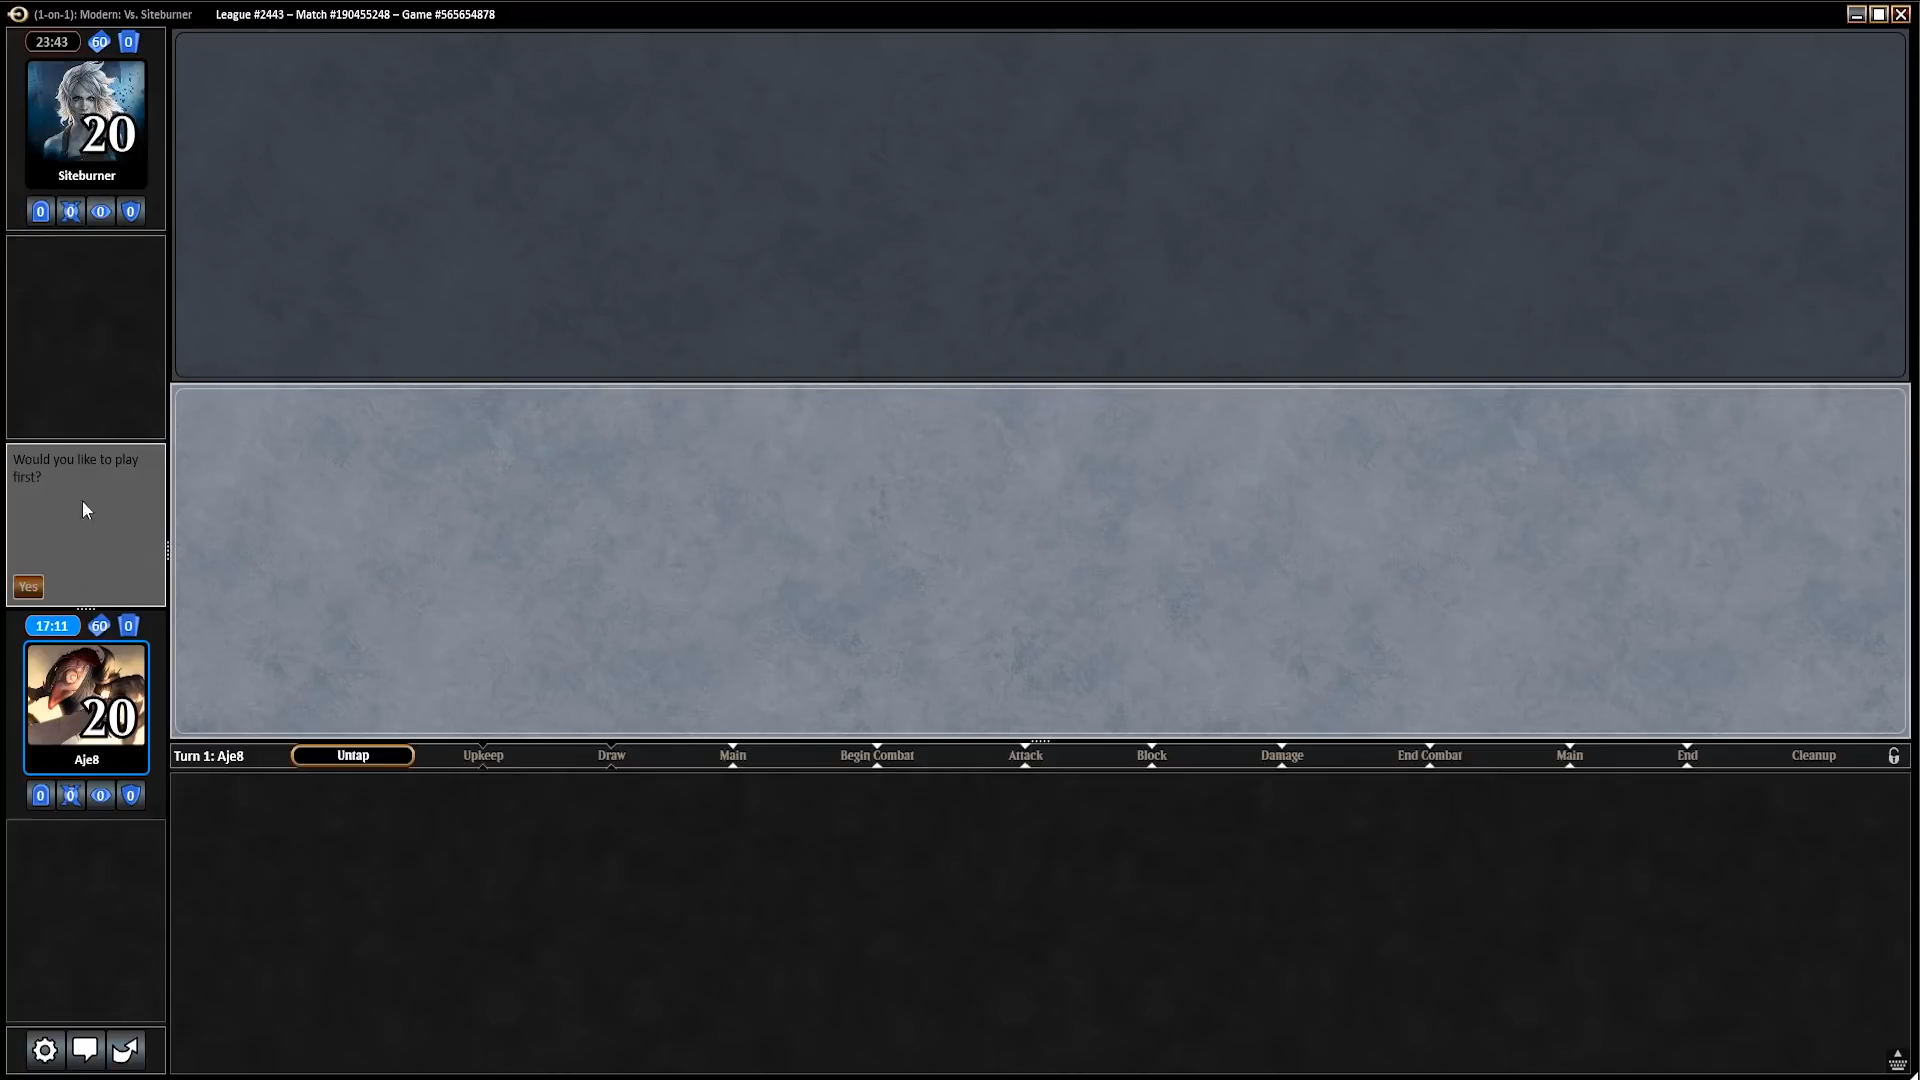 (1-on-1): Modern: Vs. Siteburner League #2443 – Match #190455248 – Game #565654878
23:43 60 0
20
Siteburner
0 0 0 0
Would you like to play
first?
Yes
17:11 60 0
20
Aje8
Turn 1: Aje8 Untap Upkeep Draw Main Begin Combat Attack Block Damage End Combat Main End Cleanup
0 0 0 0